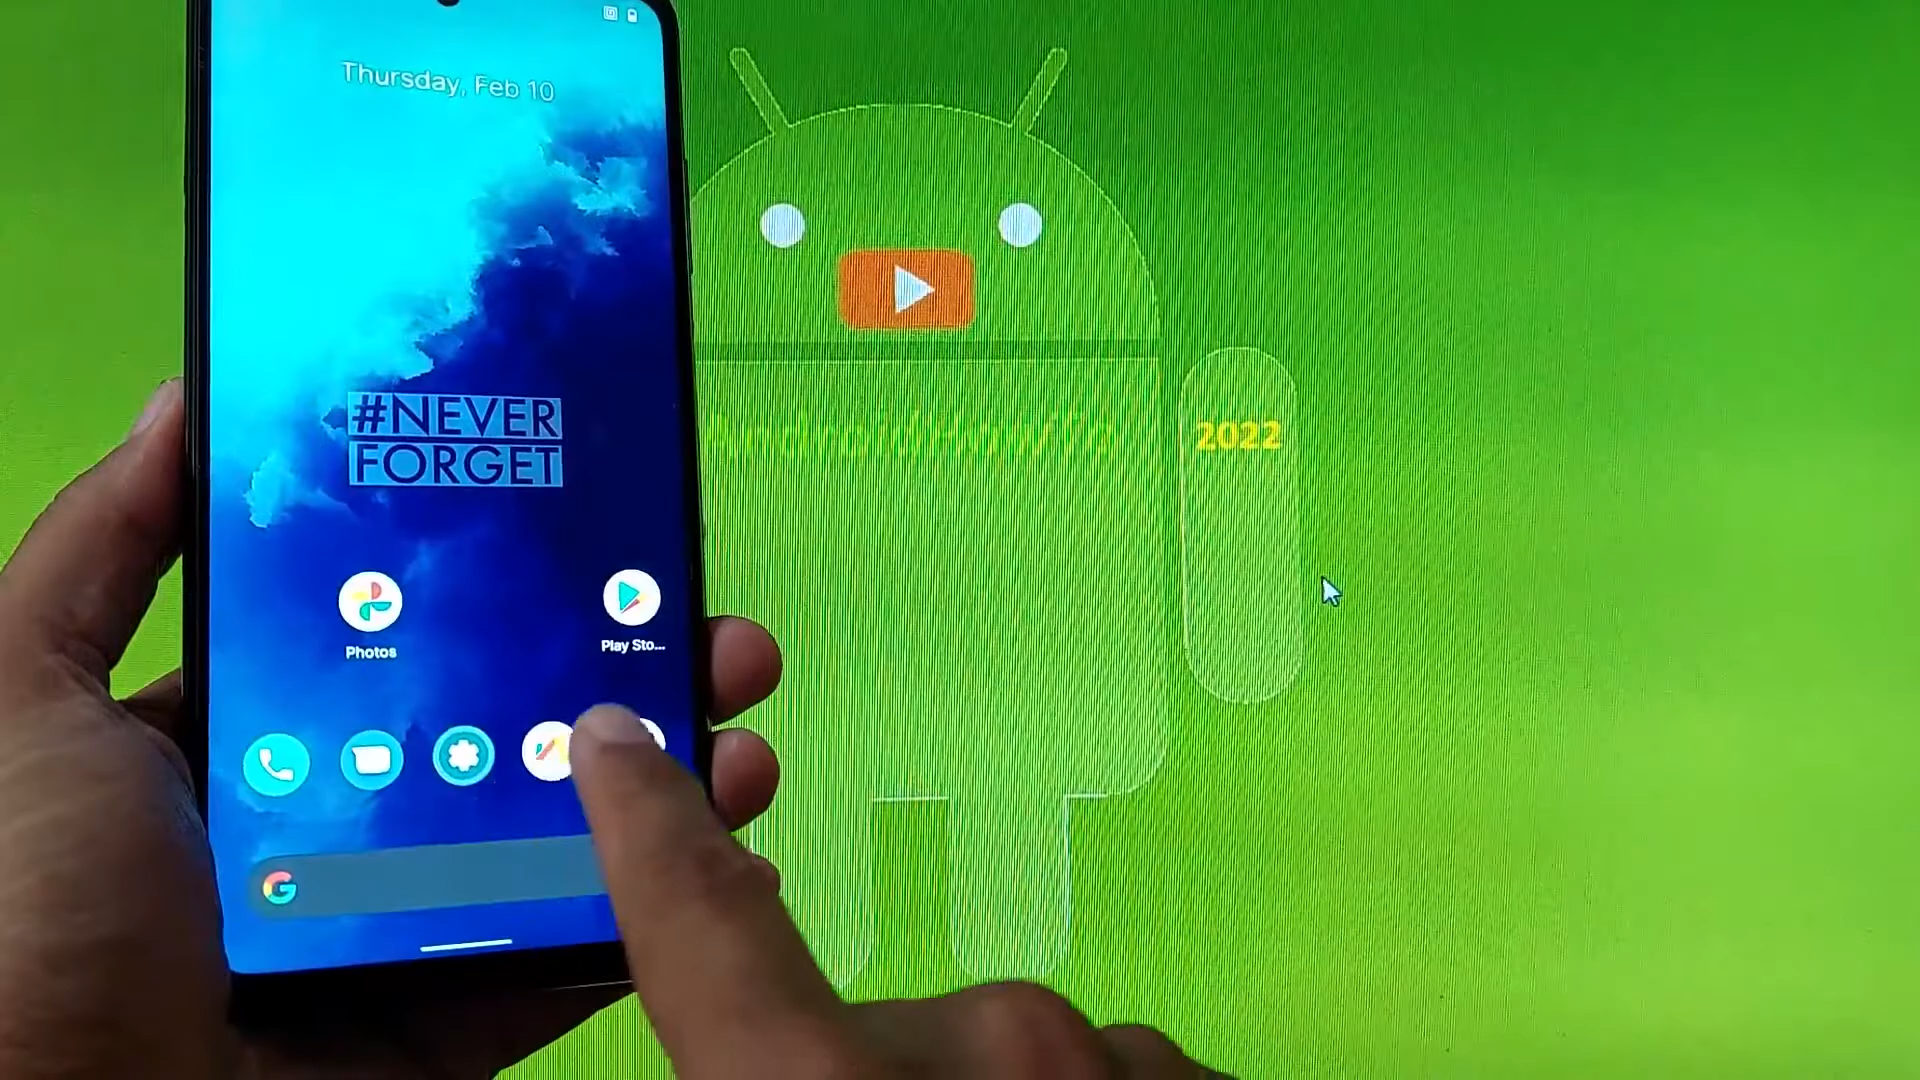 Thursday, Feb 10
#NEVER
FORGET
2022
Photos
Play Sto...
G